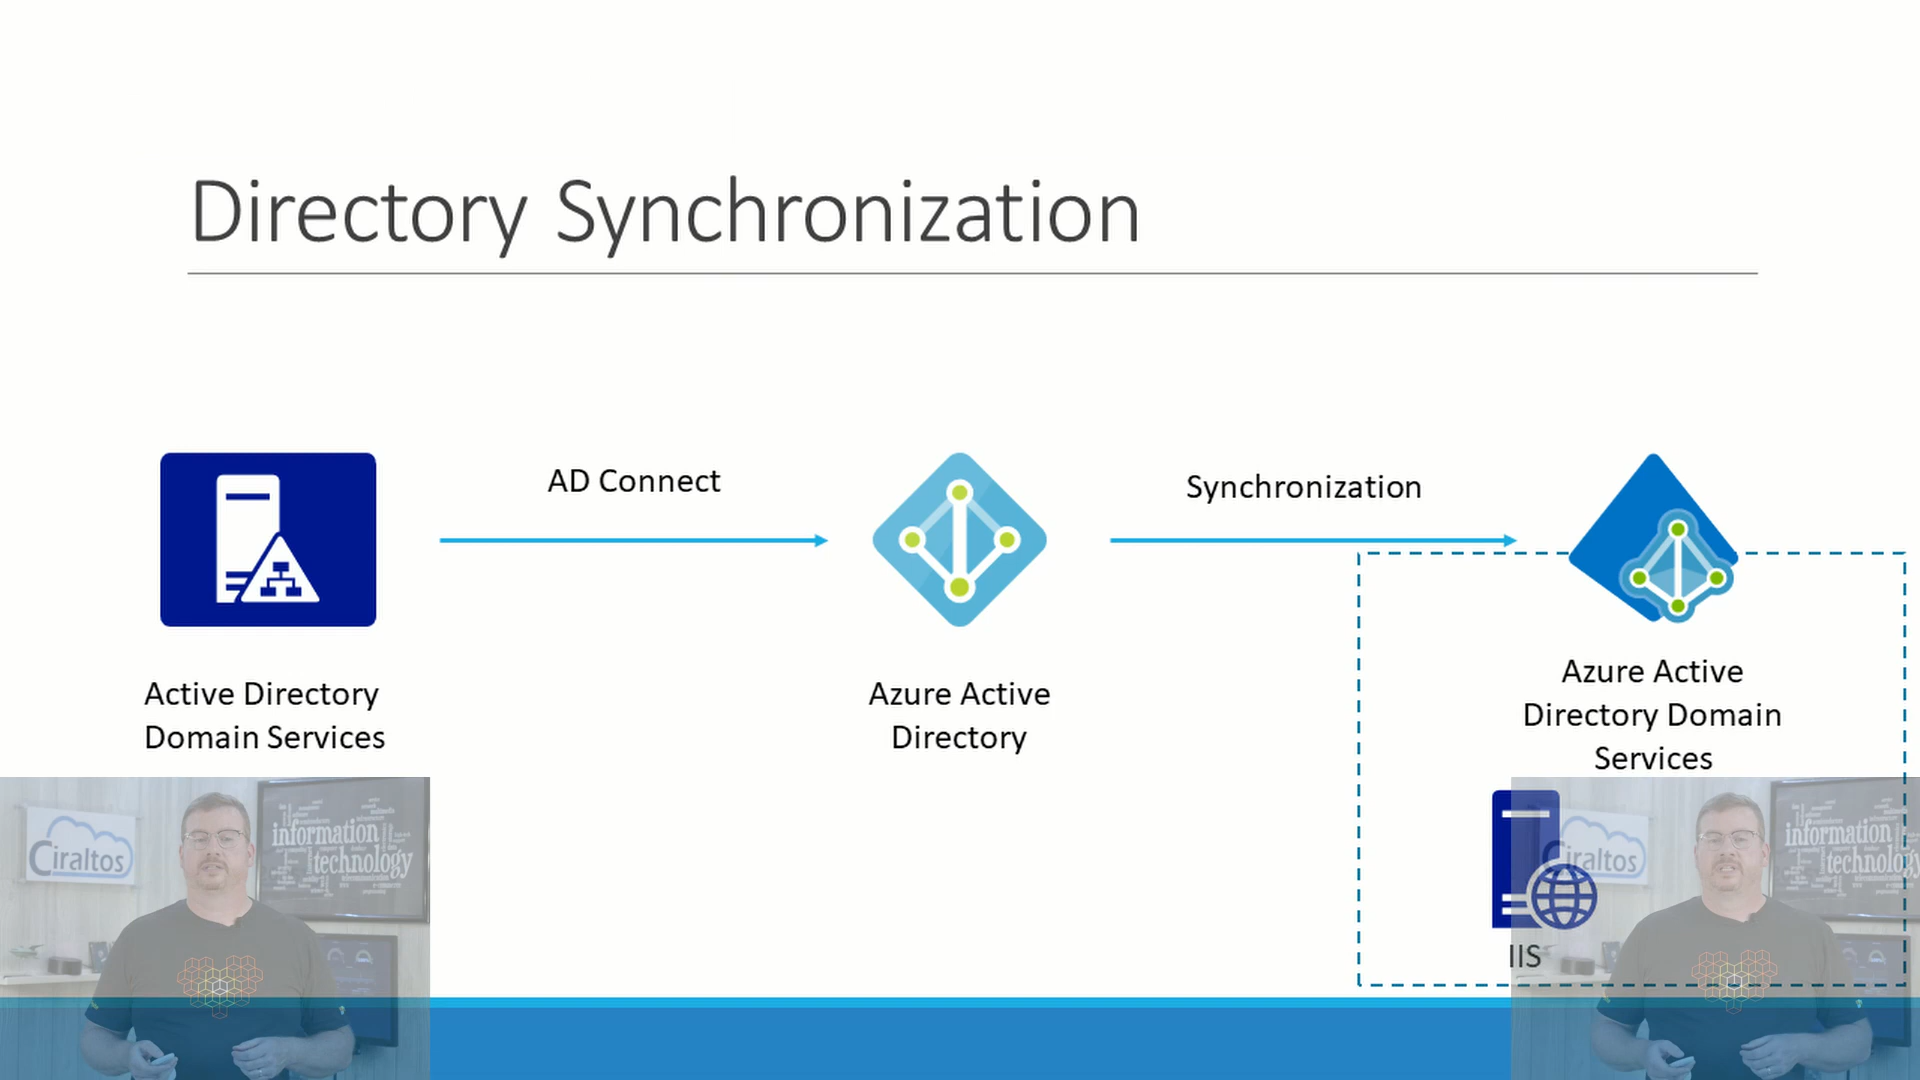 Directory Synchronization
AD Connect
Synchronization
Active Directory
Domain Services
Azure Active
Directory
Azure Active
Directory Domain
Services
IIS
Ciraltos
information
technology
Ciraltos
information
technology